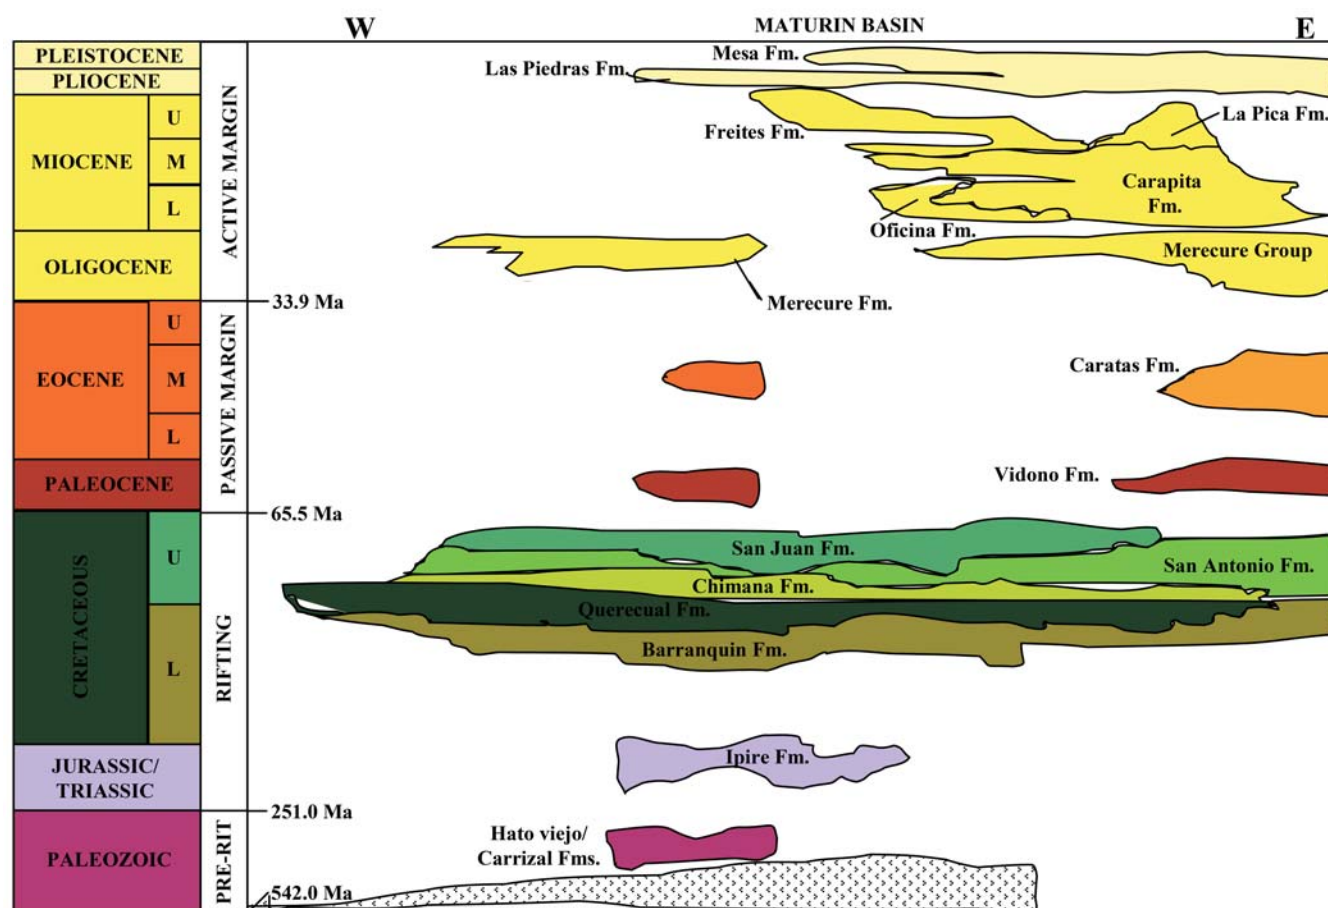 W
MATURIN BASIN
E
PLEISTOCENE
PLIOCENE
MIOCENE
U
M
L
OLIGOCENE
ACTIVE MARGIN
Mesa Fm.
Las Piedras Fm.
Freites Fm.
La Pica Fm.
Carapita
Fm.
Oficina Fm.
Merecure Group
Merecure Fm.
33.9 Ma
EOCENE
U
M
L
PALEOCENE
PASSIVE MARGIN
Caratas Fm.
Vidono Fm.
65.5 Ma
CRETACEOUS
U
L
RIFTING
San Juan Fm.
San Antonio Fm.
Chimana Fm.
Querecual Fm.
Barranquin Fm.
JURASSIC/
TRIASSIC
Ipire Fm.
251.0 Ma
PALEOZOIC
PRE-RIT
Hato viejo/
Carrizal Fms.
542.0 Ma